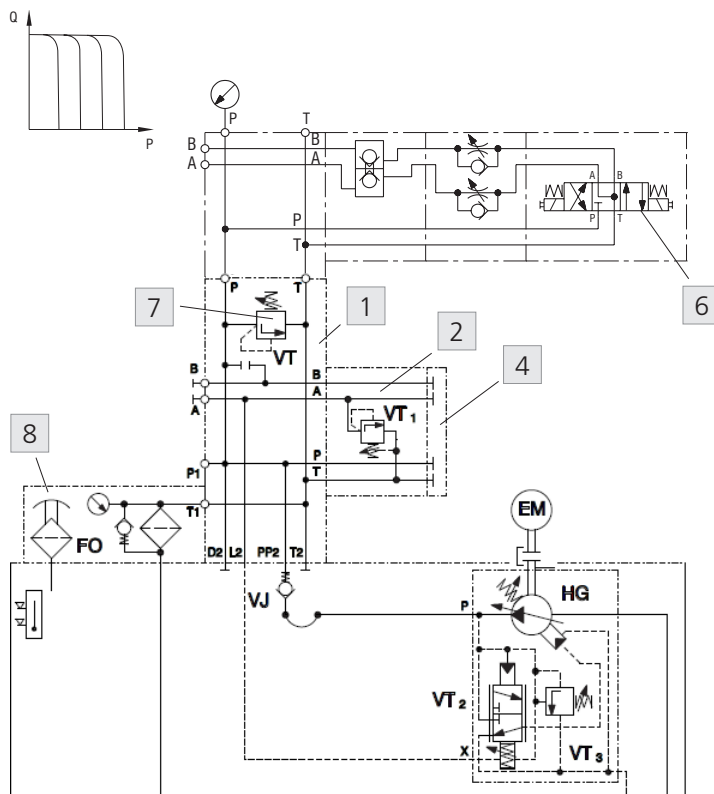 Q
P
P T
B B
A A
A B
P T
P
T
6
P T
7
1
VT
2
B B
4
A A
VT1
8
P1 P
T
T1
EM
FO
D2 L2 PP2 T2
HG
VJ
P
VT2
X
VT3